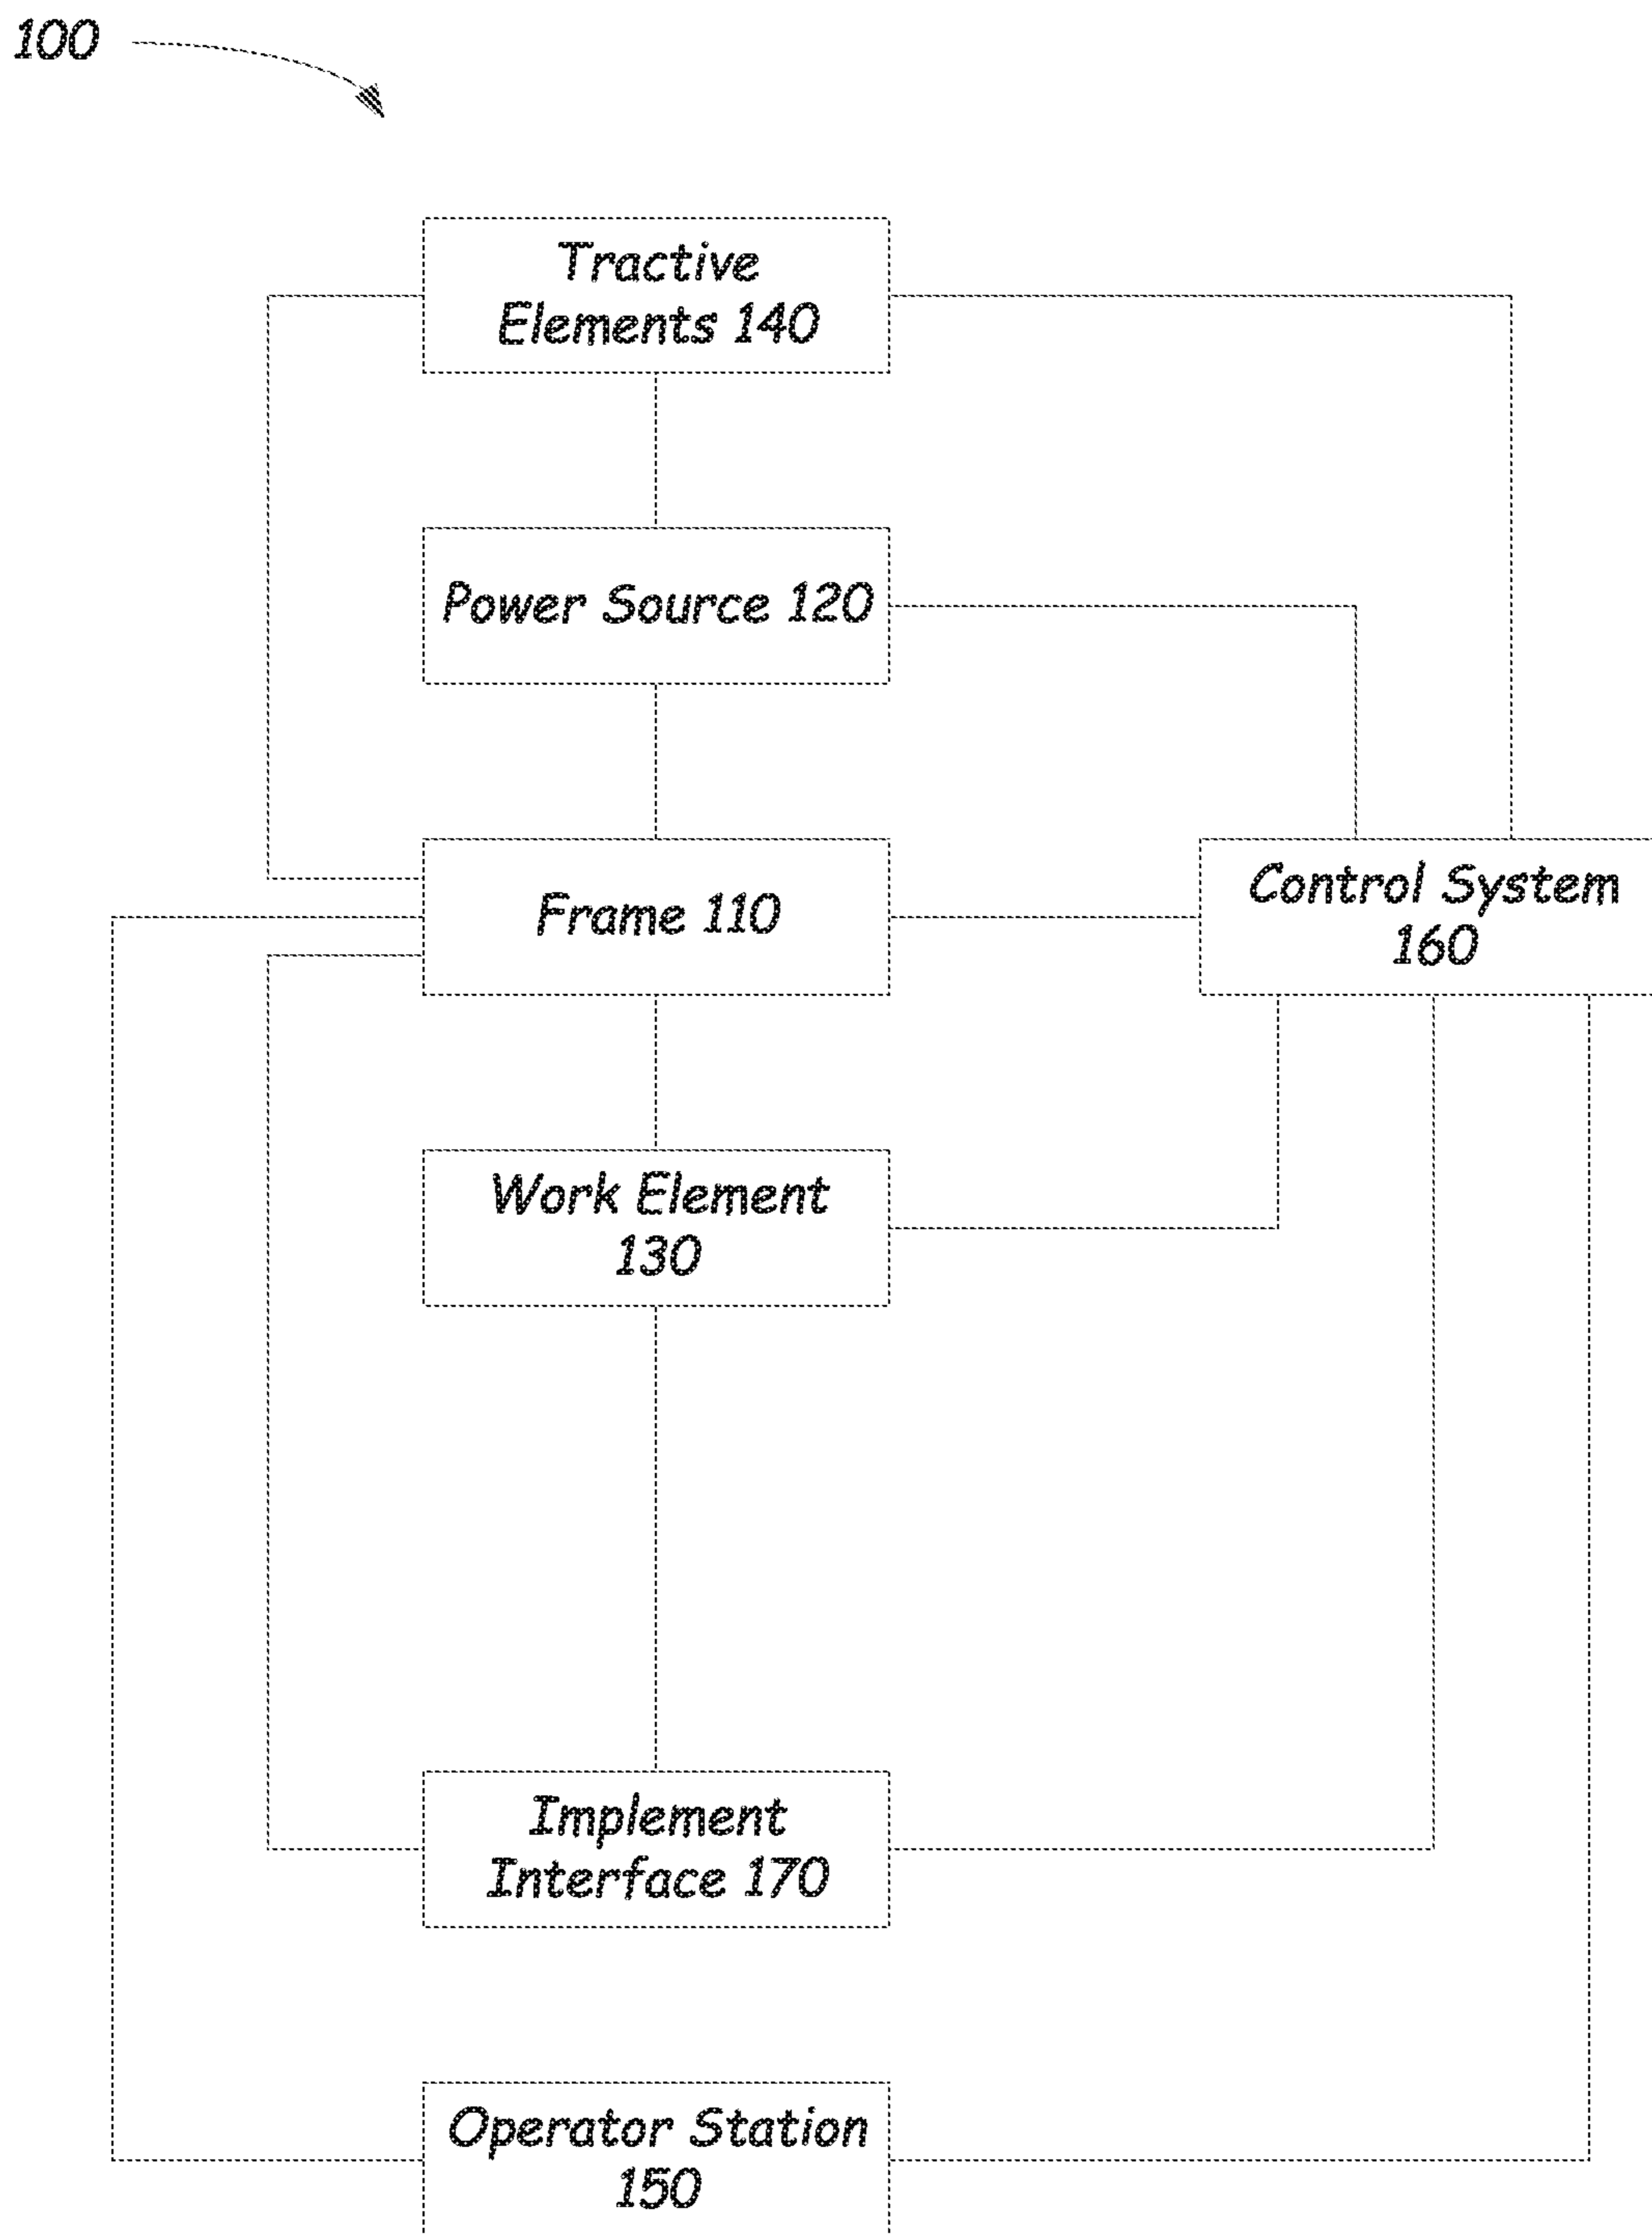 100
Tractive
Elements 140
Power Source 120
Frame 110
Control System
160
Work Element
130
Implement
Interface 170
Operator Station
150